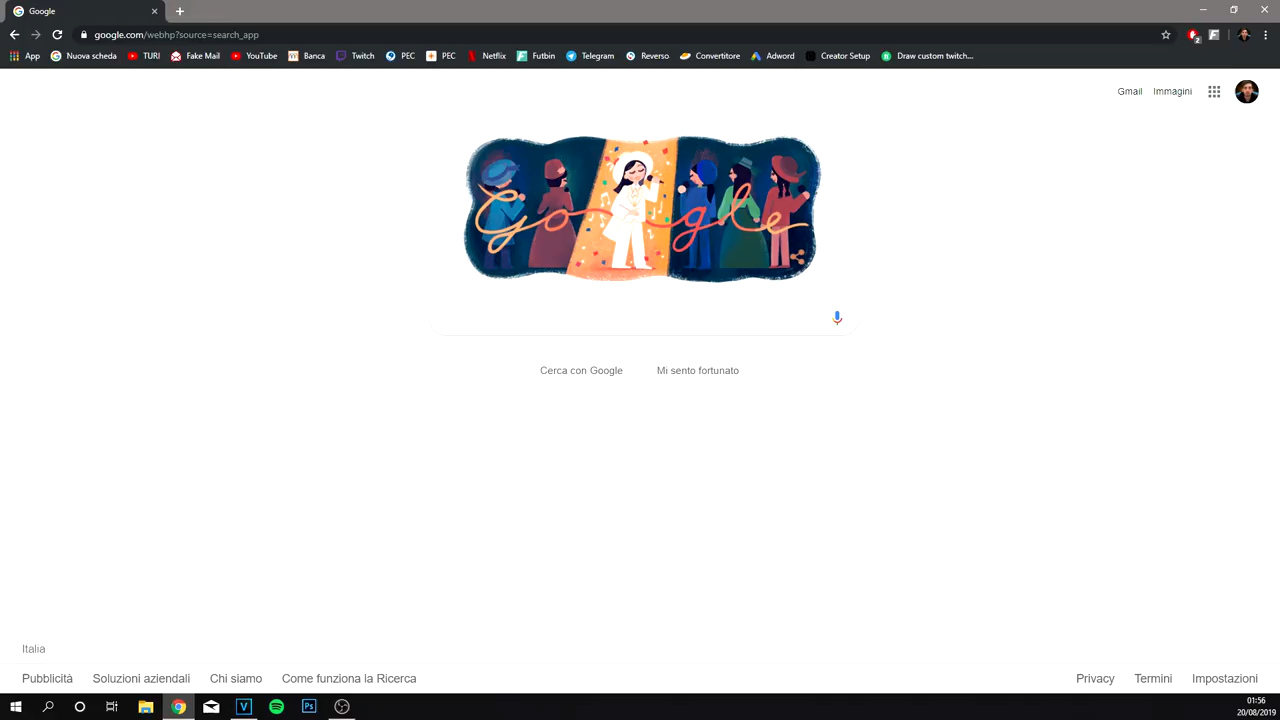 Google
google.com/webhp?source=search_app
App Nuova scheda TURI Fake Mail YouTube Banca Twitch PEC PEC Netflix Futbin Telegram Reverso Convertitore Adword Creator Setup Draw custom twitch...
Gmail Immagini
Google
Cerca con Google Mi sento fortunato
Italia
Pubblicità Soluzioni aziendali Chi siamo Come funziona la Ricerca Privacy Termini Impostazioni
01:56
20/08/2019